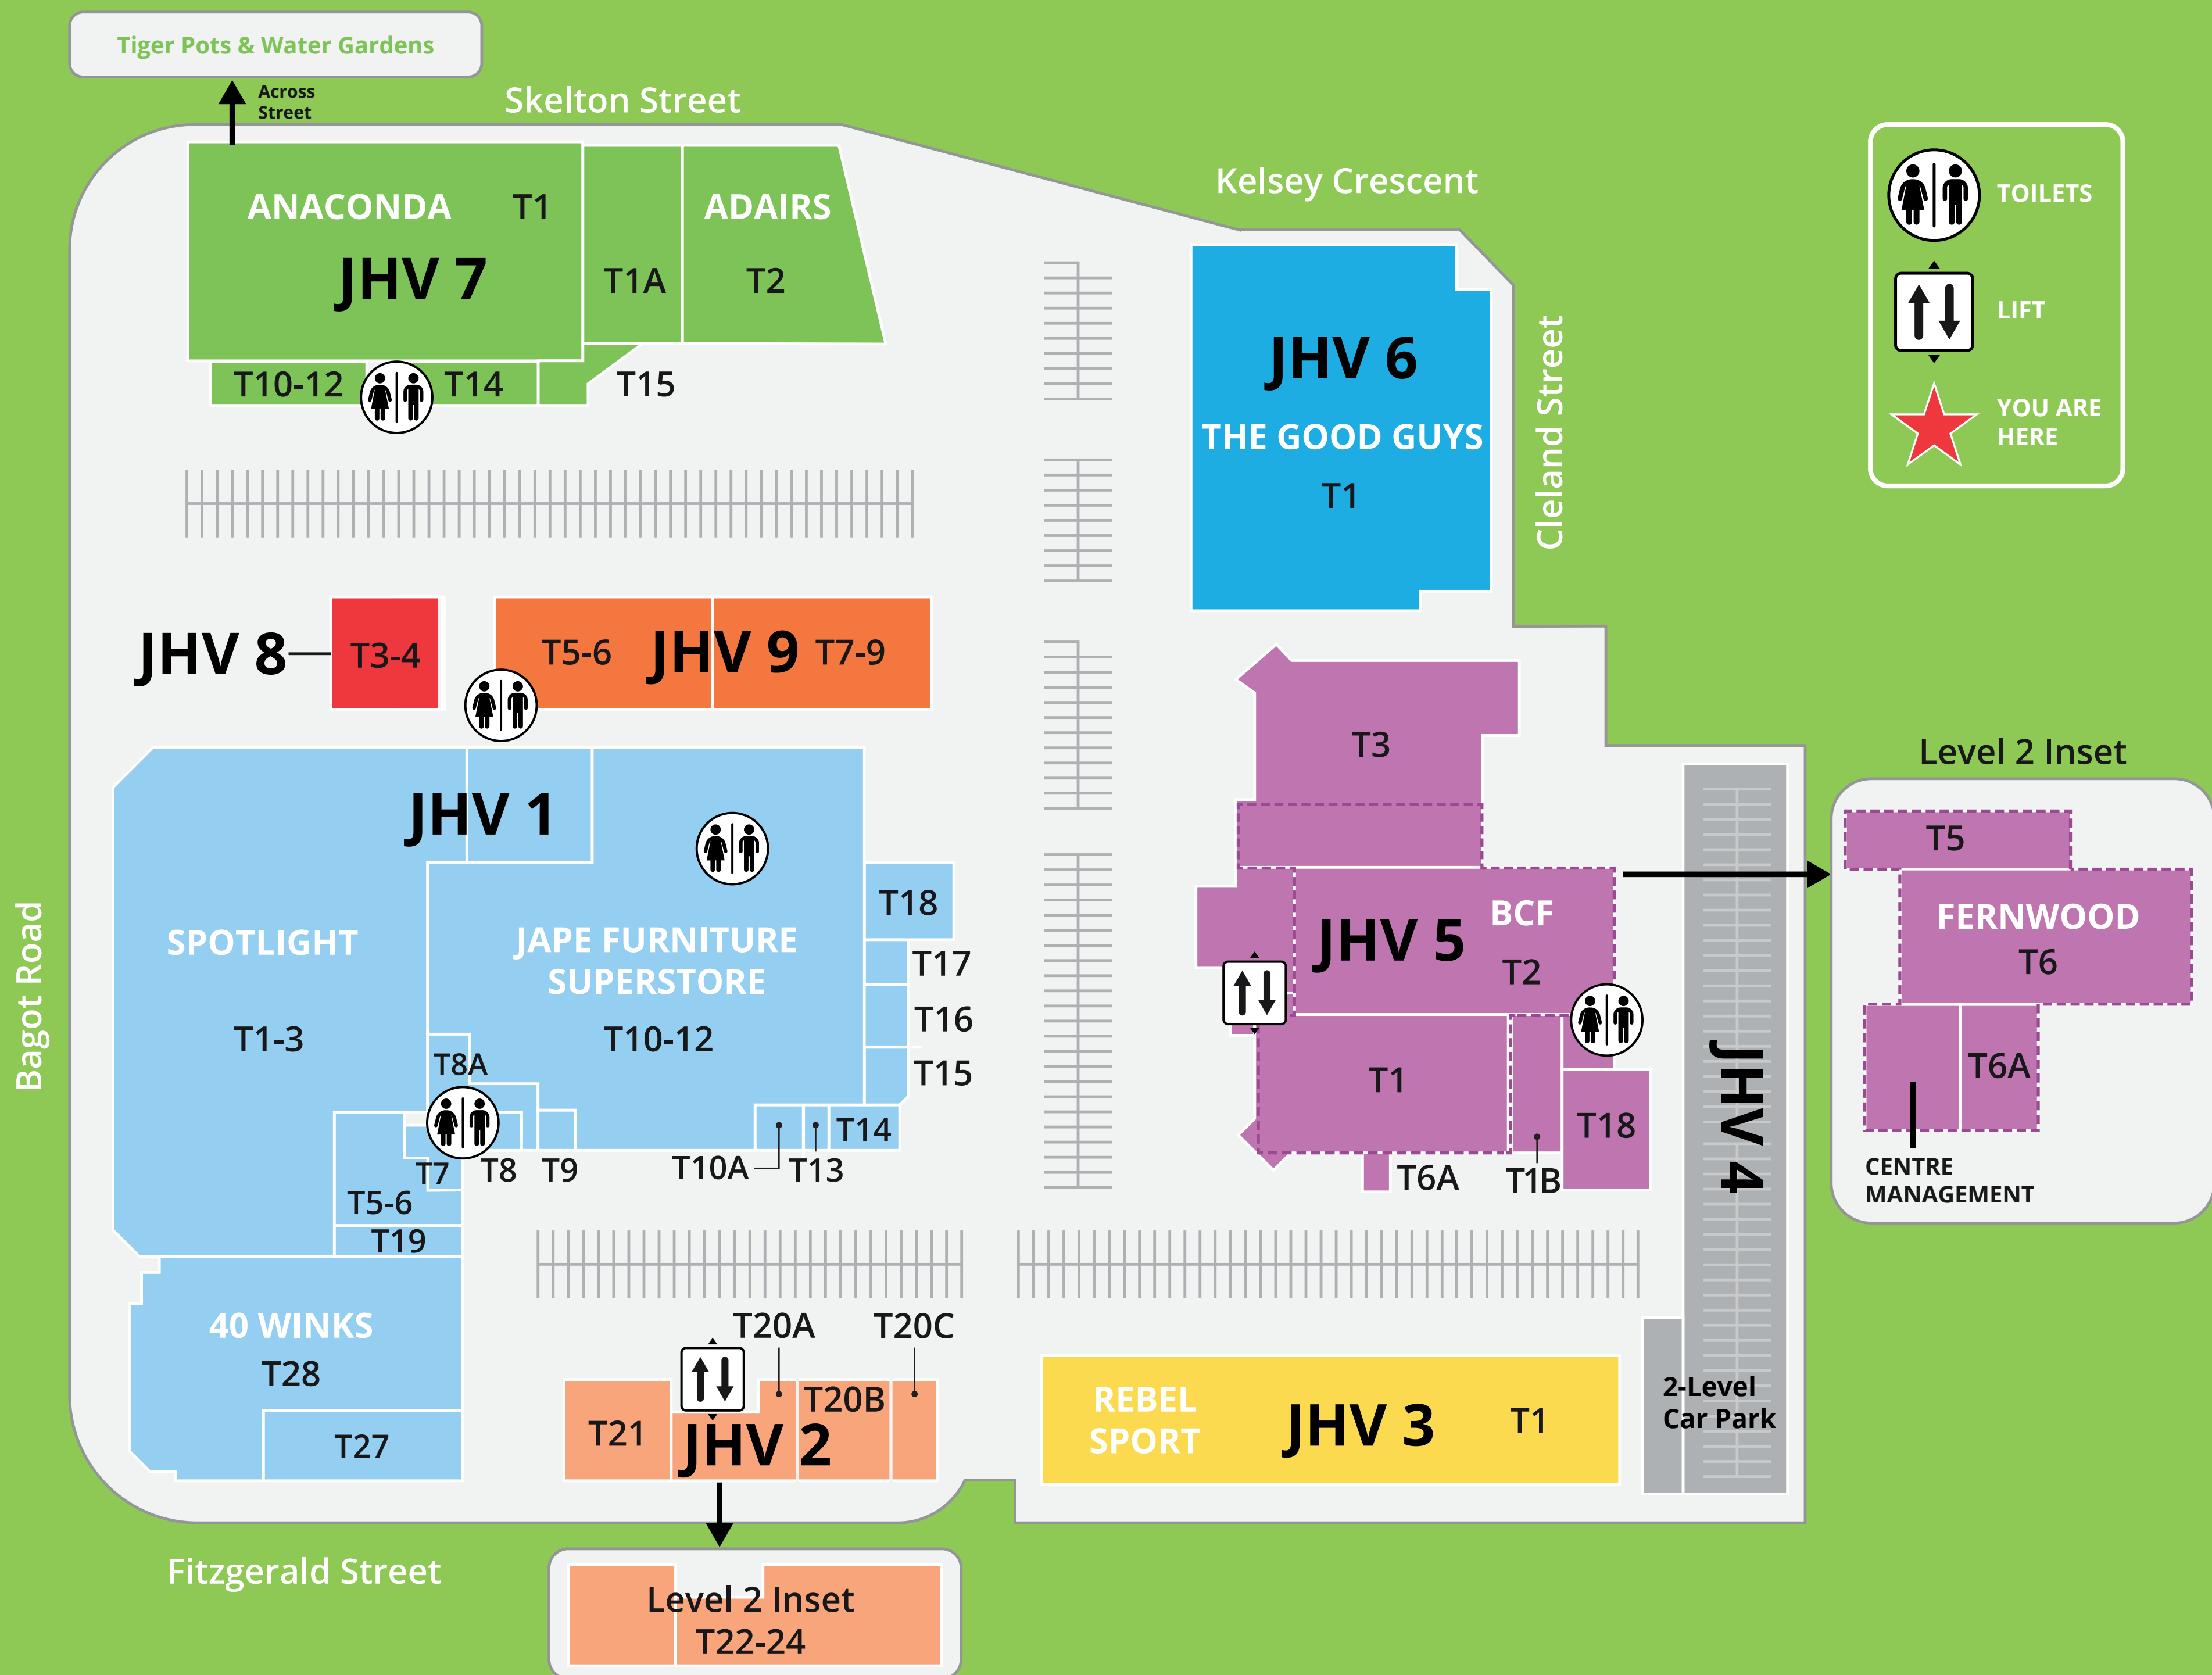 Tiger Pots & Water Gardens
Across
Street
Skelton Street
Kelsey Crescent
TOILETS
LIFT
YOU ARE
HERE
ANACONDA T1
JHV 7
T1A
ADAIRS
T2
T10-12
T14
T15
JHV 6
THE GOOD GUYS
T1
Cleland Street
JHV 8
T3-4
T5-6
JHV 9
T7-9
JHV 1
SPOTLIGHT
T1-3
JAPE FURNITURE
SUPERSTORE
T10-12
T18
T17
T16
T15
T14
T13
T10A
T8A
T7
T8
T9
T5-6
T19
40 WINKS
T28
T27
Bagot Road
T3
JHV 5
BCF
T2
T1
T18
T6A
T1B
JHV 4
2-Level
Car Park
Level 2 Inset
T5
FERNWOOD
T6
T6A
CENTRE
MANAGEMENT
T20A
T20C
T21
T20B
JHV 2
REBEL
SPORT
JHV 3
T1
Fitzgerald Street
Level 2 Inset
T22-24